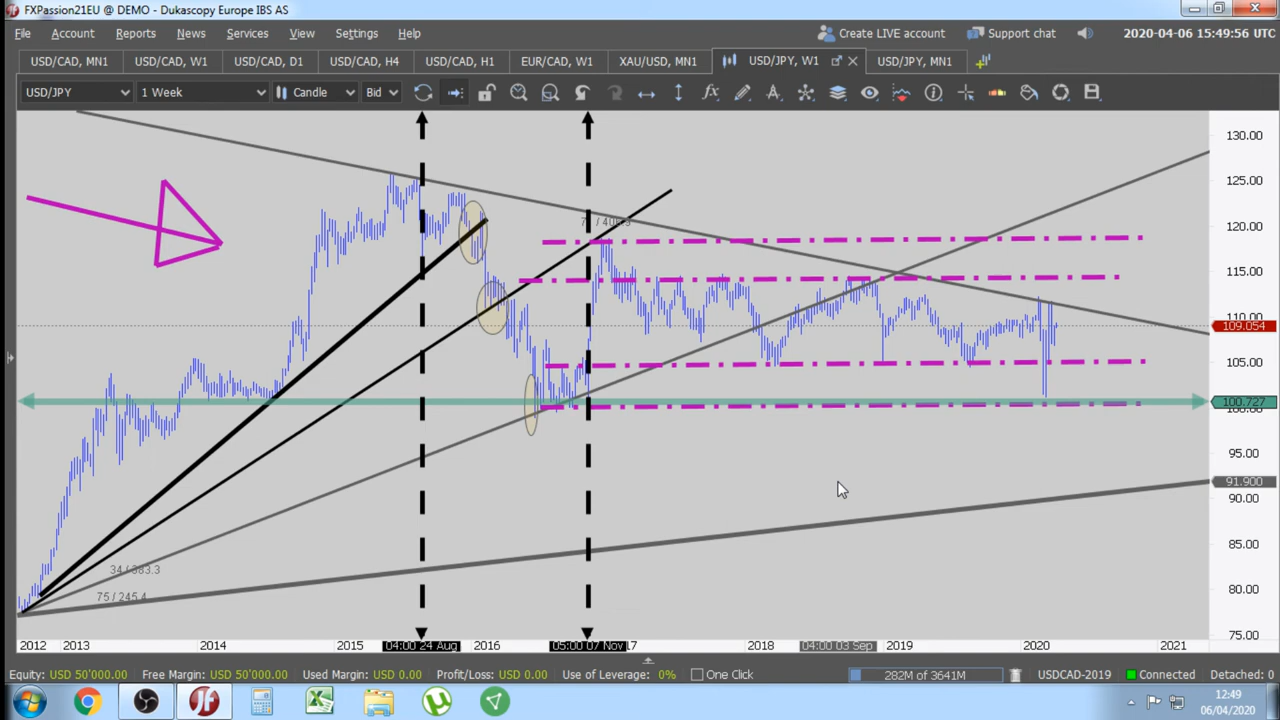 FXPassion21EU @ DEMO - Dukascopy Europe IBS AS
File Account Reports News Services View Settings Help Create LIVE account Support chat 2020-04-06 15:49:56 UTC
USD/CAD, MN1 USD/CAD, W1 USD/CAD, D1 USD/CAD, H4 USD/CAD, H1 EUR/CAD, W1 XAU/USD, MN1 USD/JPY, W1 USD/JPY, MN1
USD/JPY 1 Week Candle Bid
130.00
125.00
120.00
115.00
110.00
109.054
105.00
100.727
100.00
95.00
91.900
90.00
85.00
34 / 383.3
80.00
75 / 245.4
75.00
2012 2013 2014 2015 04:00 24 Aug 2016 05:00 07 Nov 17 2018 04:00 03 Sep 2019 2020 2021
Equity: USD 50'000.00 Free Margin: USD 50'000.00 Used Margin: USD 0.00 Profit/Loss: USD 0.00 Use of Leverage: 0% One Click 282M of 3641M USDCAD-2019 Connected Detached: 0
12:49
06/04/2020